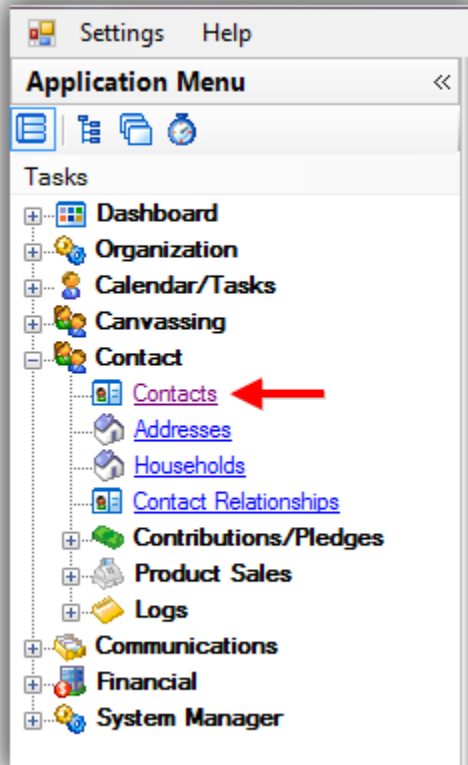 Settings Help
Application Menu «
Tasks
Dashboard
Organization
Calendar/Tasks
Canvassing
Contact
Contacts
Addresses
Households
Contact Relationships
Contributions/Pledges
Product Sales
Logs
Communications
Financial
System Manager